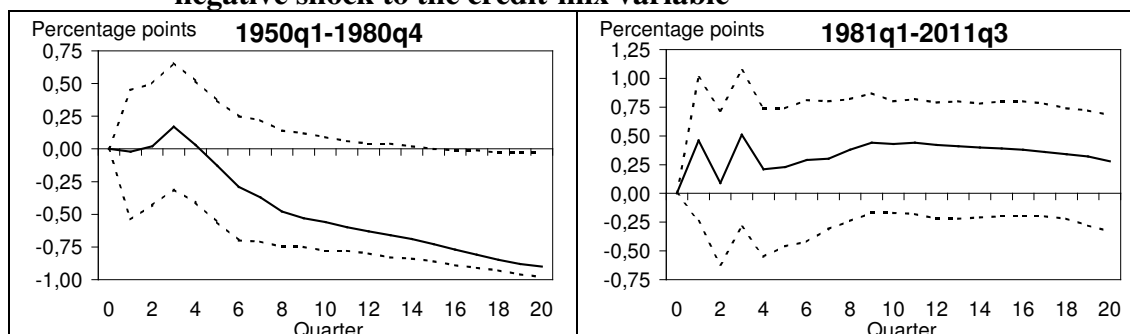 negative shock to the credit-mix variable
Percentage points
1950q1-1980q4
0,75
0,50
0,25
0,00
-0,25
-0,50
-0,75
-1,00
0 2 4 6 8 10 12 14 16 18 20
Quarter
Percentage points
1981q1-2011q3
1,25
1,00
0,75
0,50
0,25
0,00
-0,25
-0,50
-0,75
0 2 4 6 8 10 12 14 16 18 20
Quarter